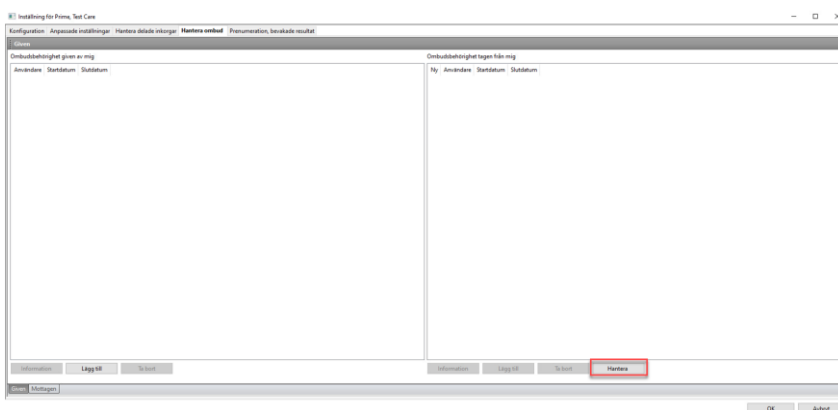 Inställning för Prime, Test Care
Konfiguration Anpassade inställningar Hantera delade inkorgar Hantera ombud Prenumeration, bevakade resultat
Given
Ombudsbehörighet given av mig
Användare Startdatum Slutdatum
Ombudsbehörighet tagen från mig
Ny Användare Startdatum Slutdatum
Information Lägg till Ta bort
Information Lägg till Ta bort Hantera
Given Mottagen
OK Avbryt